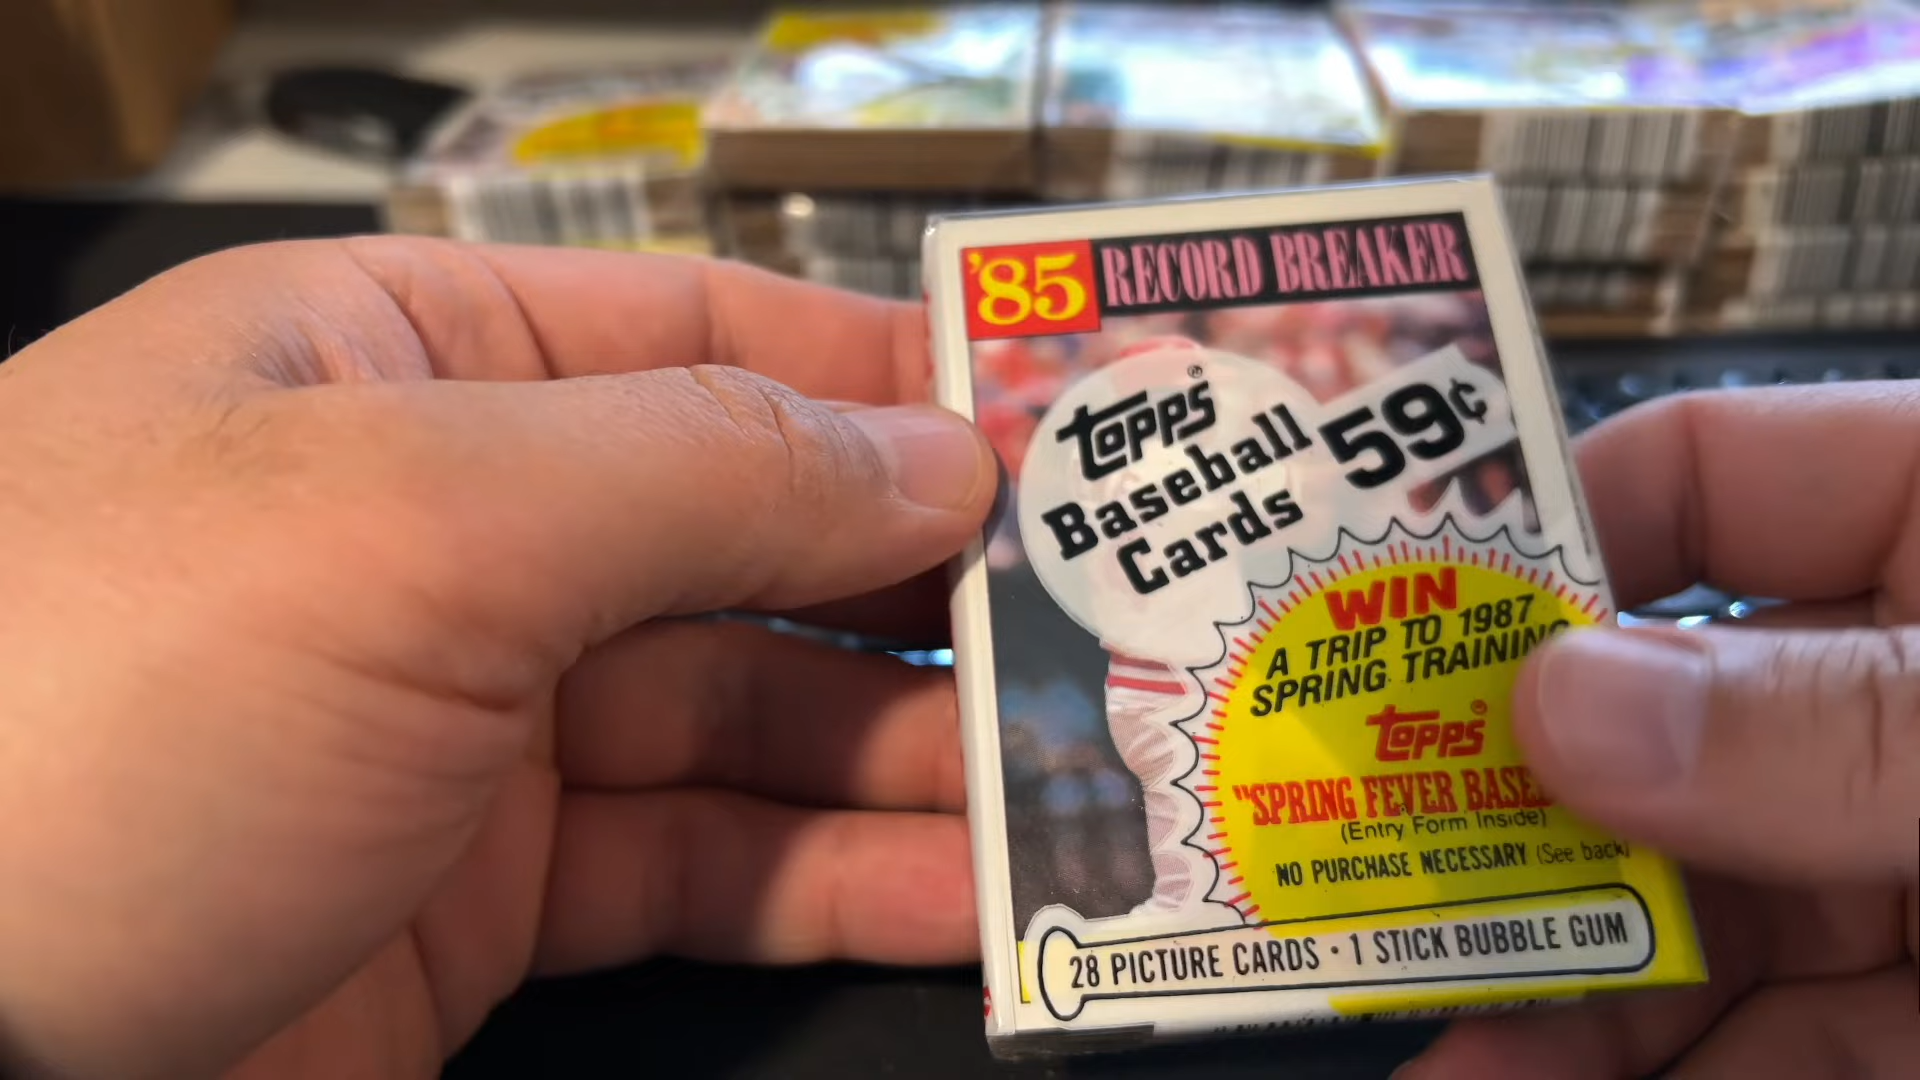 '85 RECORD BREAKER
topps®
Baseball
Cards
59¢
WIN
A TRIP TO 1987
SPRING TRAINING
topps®
"SPRING FEVER
(Entry Form Inside)
NO PURCHASE NECESSARY (See back)
28 PICTURE CARDS · 1 STICK BUBBLE GUM